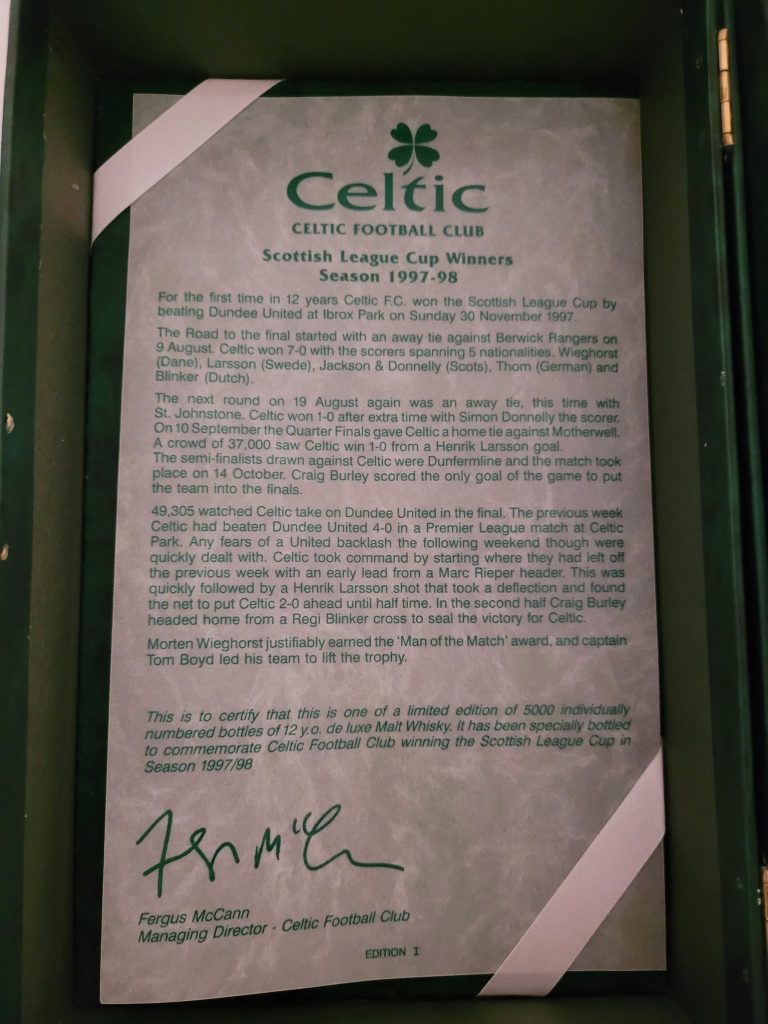 Celtic
CELTIC FOOTBALL CLUB
Scottish League Cup Winners
Season 1997-98
For the first time in 12 years Celtic F.C. won the Scottish League Cup by
beating Dundee United at Ibrox Park on Sunday 30 November 1997.
The Road to the final started with an away tie against Berwick Rangers on
9 August. Celtic won 7-0 with the scorers spanning 5 nationalities. Wieghorst
(Dane), Larsson (Swede), Jackson & Donnelly (Scots), Thom (German) and
Blinker (Dutch).
The next round on 19 August again was an away tie, this time with
St. Johnstone. Celtic won 1-0 after extra time with Simon Donnelly the scorer.
On 10 September the Quarter Finals gave Celtic a home tie against Motherwell.
A crowd of 37,000 saw Celtic win 1-0 from a Henrik Larsson goal.
The semi-finalists drawn against Celtic were Dunfermline and the match took
place on 14 October. Craig Burley scored the only goal of the game to put
the team into the finals.
49,305 watched Celtic take on Dundee United in the final. The previous week
Celtic had beaten Dundee United 4-0 in a Premier League match at Celtic
Park. Any fears of a United backlash the following weekend though were
quickly dealt with. Celtic took command by starting where they had left off
the previous week with an early lead from a Marc Rieper header. This was
quickly followed by a Henrik Larsson shot that took a deflection and found
the net to put Celtic 2-0 ahead until half time. In the second half Craig Burley
headed home from a Regi Blinker cross to seal the victory for Celtic.
Morten Wieghorst justifiably earned the 'Man of the Match' award, and captain
Tom Boyd led his team to lift the trophy.
This is to certify that this is one of a limited edition of 5000 individually
numbered bottles of 12 y.o. de luxe Malt Whisky. It has been specially bottled
to commemorate Celtic Football Club winning the Scottish League Cup in
Season 1997/98
Fergus McCann
Managing Director - Celtic Football Club
EDITION I